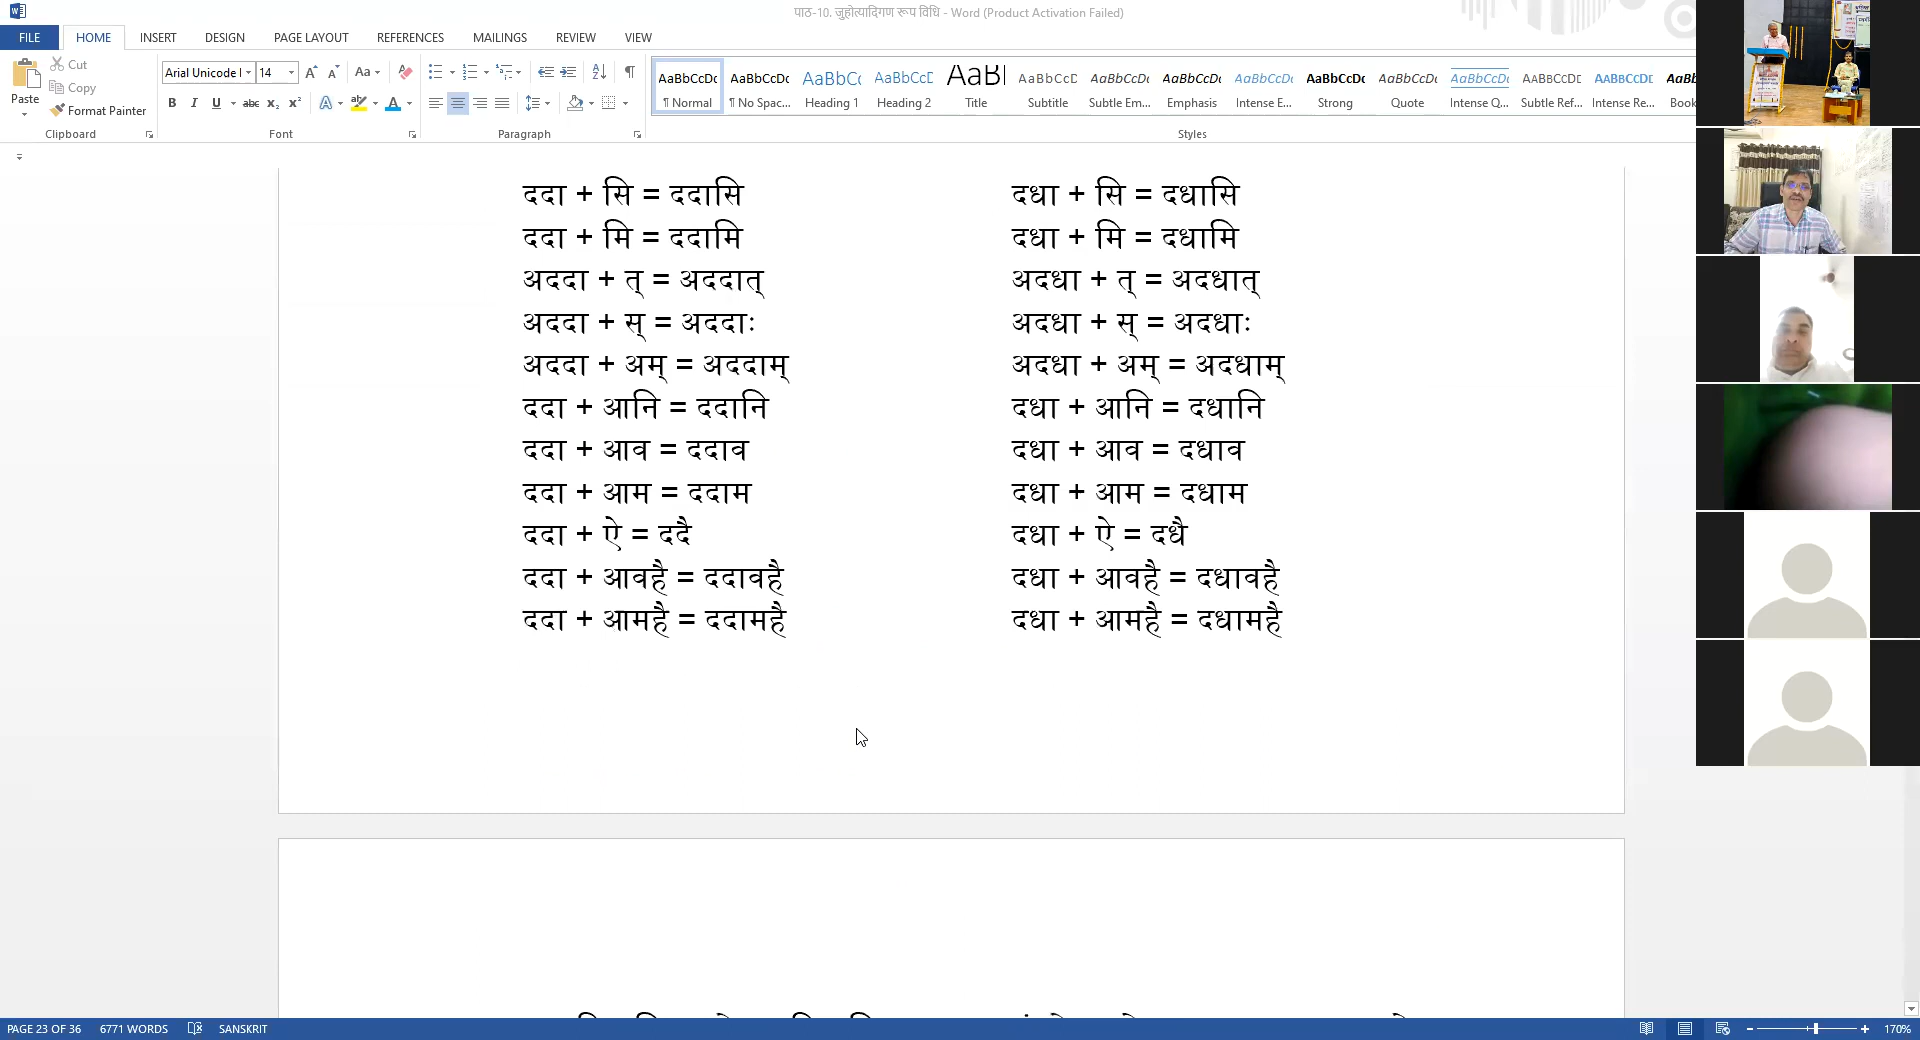 पाठ-10. जुहोत्यादिगण रूप विधि - Word (Product Activation Failed)
FILE HOME INSERT DESIGN PAGE LAYOUT REFERENCES MAILINGS REVIEW VIEW
Cut
Copy
Format Painter
Paste
Arial Unicode 14
AaBbCcDc AaBbCcDc AaBbCc AaBbCcD AaBl AaBbCcD AaBbCcDc AaBbCcDc AaBbCcDc AaBbCcDc AaBbCcDc AaBbCcDc AABBCCDE AABBCCDE AaBb
¶ Normal ¶ No Spac... Heading 1 Heading 2 Title Subtitle Subtle Em... Emphasis Intense E... Strong Quote Intense Q... Subtle Ref... Intense Re... Book
Clipboard Font Paragraph Styles
ददा + सि = ददासि दधा + सि = दधासि
ददा + मि = ददामि दधा + मि = दधामि
अददा + त् = अददात् अदधा + त् = अदधात्
अददा + स् = अददाः अदधा + स् = अदधाः
अददा + अम् = अददाम् अदधा + अम् = अदधाम्
ददा + आनि = ददानि दधा + आनि = दधानि
ददा + आव = ददाव दधा + आव = दधाव
ददा + आम = ददाम दधा + आम = दधाम
ददा + ऐ = ददै दधा + ऐ = दधै
ददा + आवहै = ददावहै दधा + आवहै = दधावहै
ददा + आमहै = ददामहै दधा + आमहै = दधामहै
PAGE 23 OF 36 6771 WORDS SANSKRIT 170%